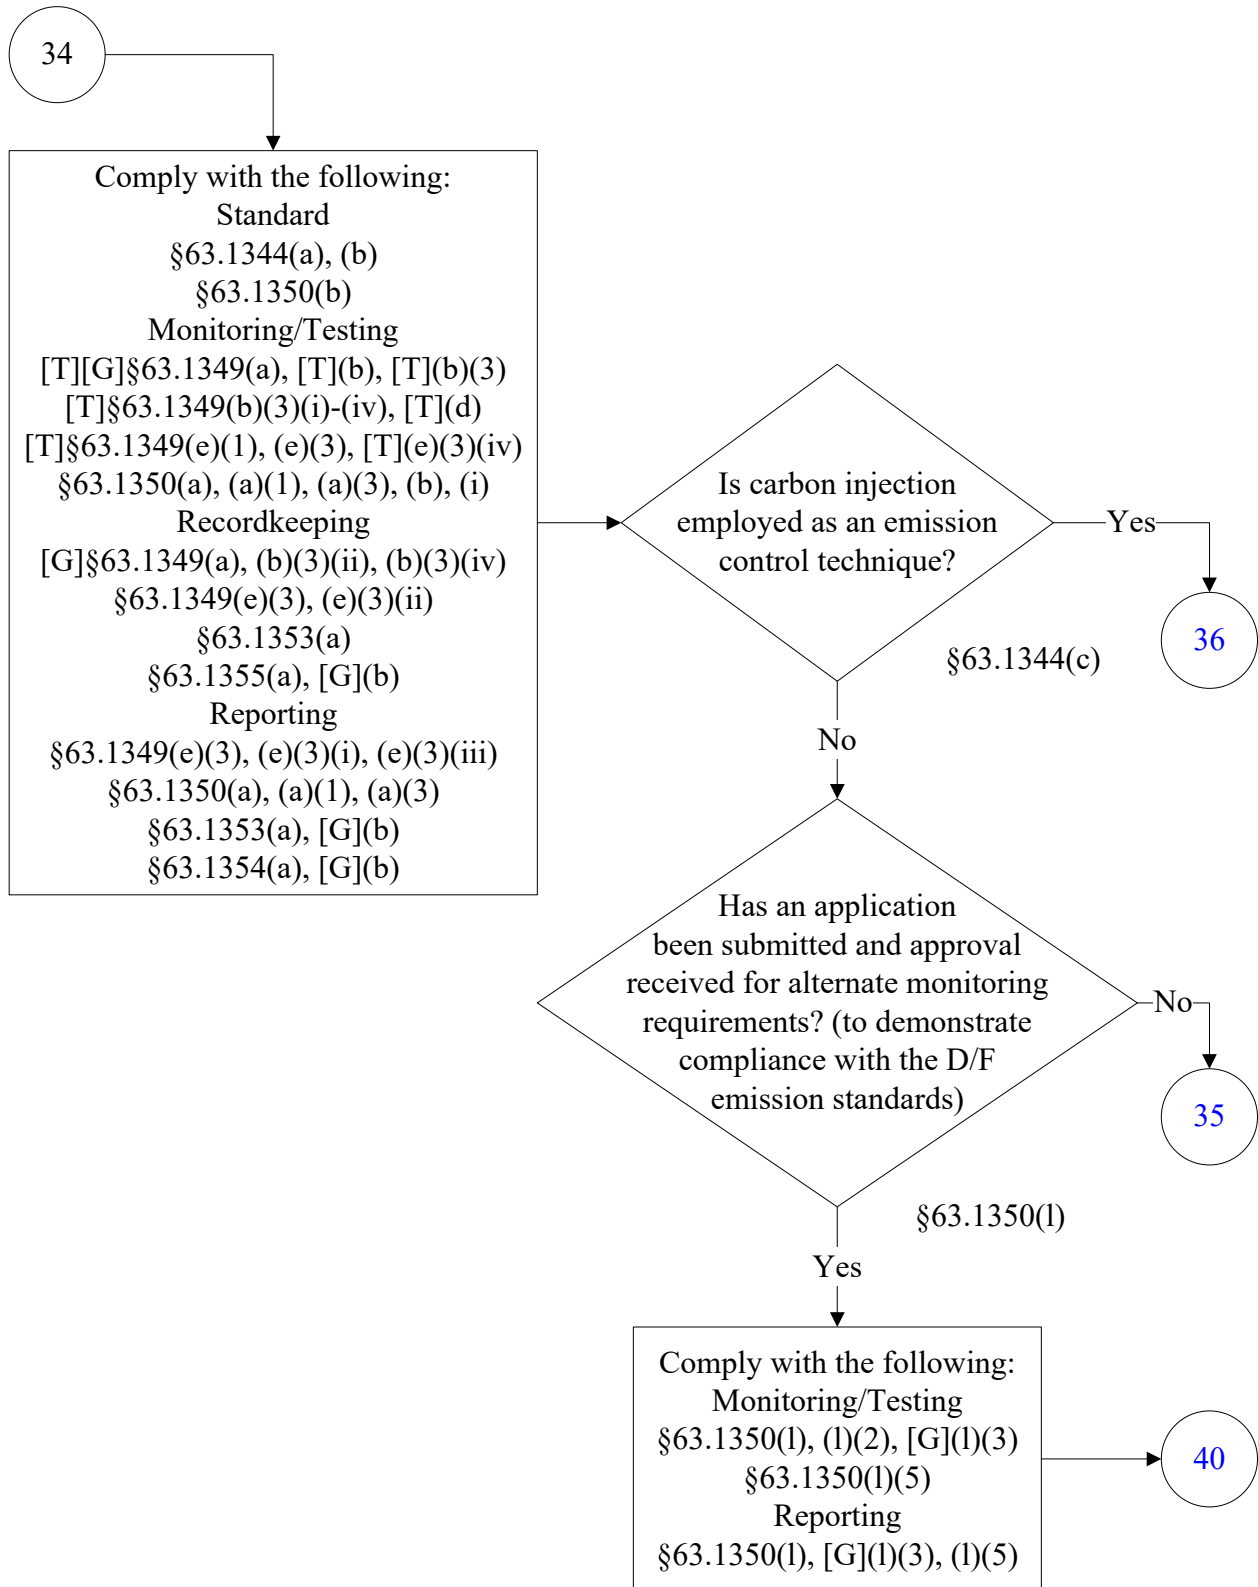 34
Comply with the following:
Standard
§63.1344(a), (b)
§63.1350(b)
Monitoring/Testing
[T][G]§63.1349(a), [T](b), [T](b)(3)
[T]§63.1349(b)(3)(i)-(iv), [T](d)
[T]§63.1349(e)(1), (e)(3), [T](e)(3)(iv)
§63.1350(a), (a)(1), (a)(3), (b), (i)
Recordkeeping
[G]§63.1349(a), (b)(3)(ii), (b)(3)(iv)
§63.1349(e)(3), (e)(3)(ii)
§63.1353(a)
§63.1355(a), [G](b)
Reporting
§63.1349(e)(3), (e)(3)(i), (e)(3)(iii)
§63.1350(a), (a)(1), (a)(3)
§63.1353(a), [G](b)
§63.1354(a), [G](b)
Is carbon injection
employed as an emission
control technique?
Yes
36
§63.1344(c)
No
Has an application
been submitted and approval
received for alternate monitoring
requirements? (to demonstrate
compliance with the D/F
emission standards)
No
35
§63.1350(l)
Yes
Comply with the following:
Monitoring/Testing
§63.1350(l), (l)(2), [G](l)(3)
§63.1350(l)(5)
Reporting
§63.1350(l), [G](l)(3), (l)(5)
40